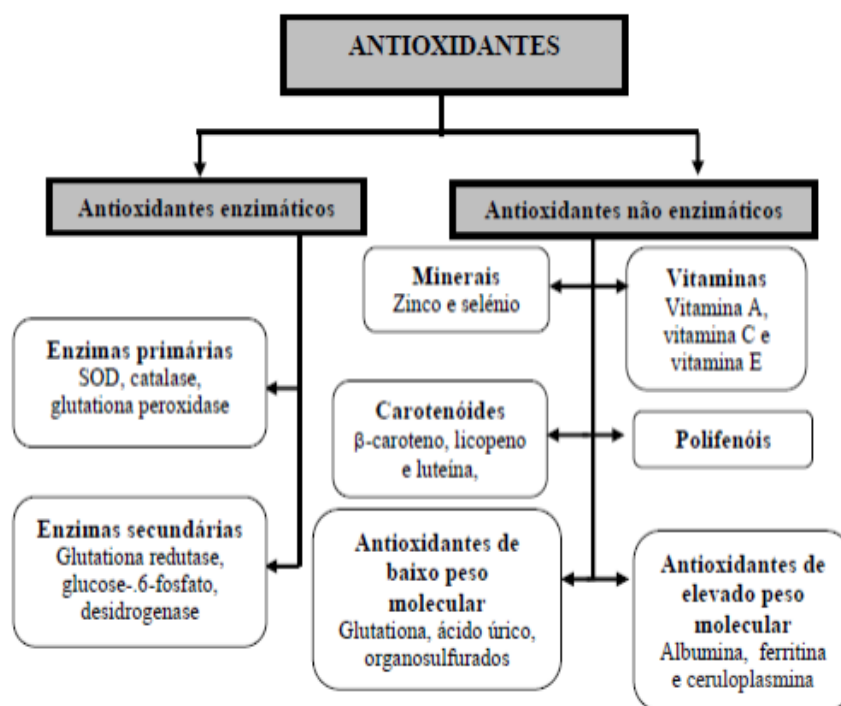 ANTIOXIDANTES
Antioxidantes enzimáticos
Antioxidantes não enzimáticos
Enzimas primárias
SOD, catalase,
glutationa peroxidase
Enzimas secundárias
Glutationa redutase,
glucose-.6-fosfato,
desidrogenase
Minerais
Zinco e selénio
Vitaminas
Vitamina A,
vitamina C e
vitamina E
Carotenóides
β-caroteno, licopeno
e luteína,
Polifenóis
Antioxidantes de
baixo peso
molecular
Glutationa, ácido úrico,
organosulfurados
Antioxidantes de
elevado peso
molecular
Albumina, ferritina
e ceruloplasmina